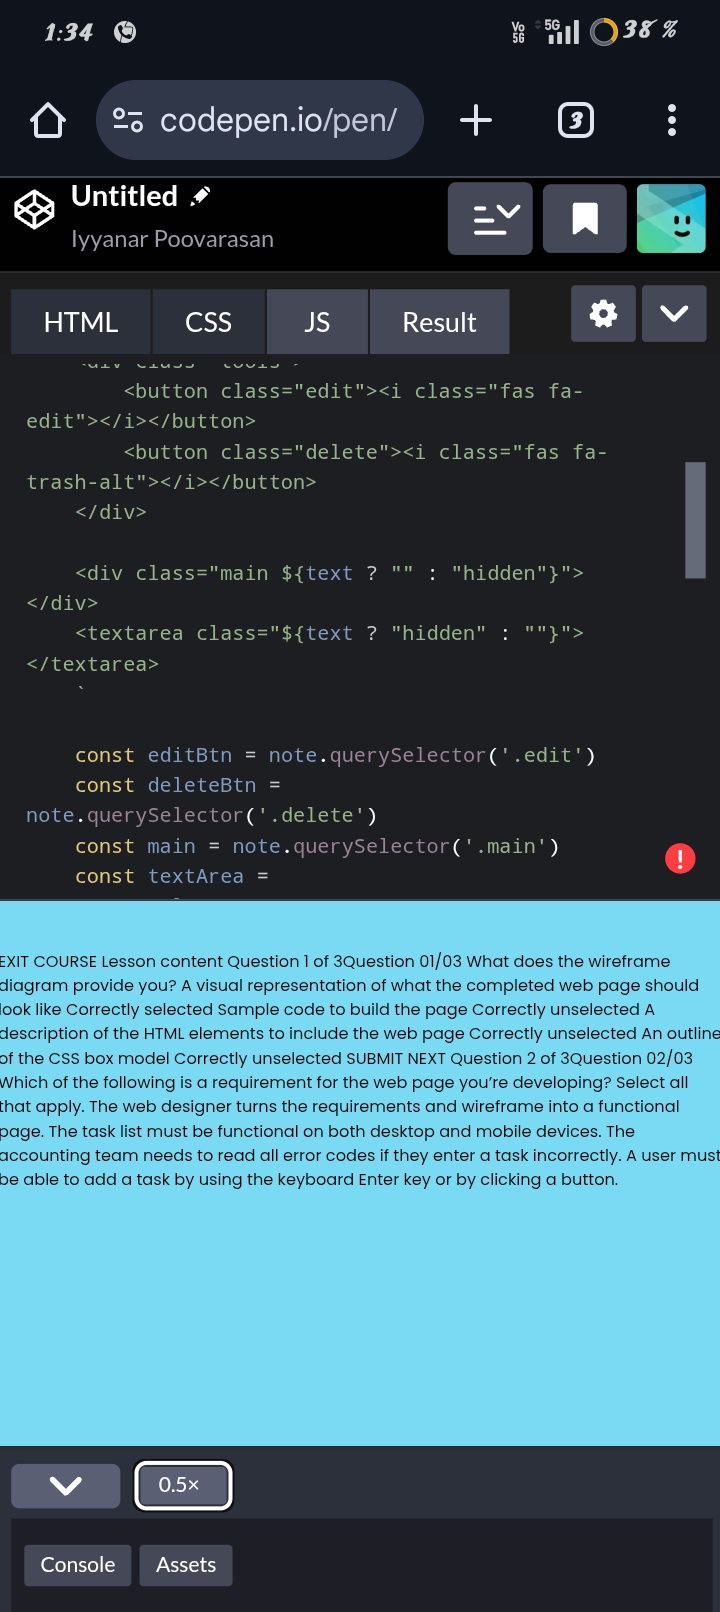 1:34
Vo 5G
5G
38 %
codepen.io/pen/
3
Untitled
Iyyanar Poovarasan
HTML
CSS
JS
Result
<button class="edit"><i class="fas fa-
edit"></i></button>
<button class="delete"><i class="fas fa-
trash-alt"></i></button>
</div>
<div class="main ${text ? "" : "hidden"}">
</div>
<textarea class="${text ? "hidden" : ""}">
</textarea>
`
const editBtn = note.querySelector('.edit')
const deleteBtn =
note.querySelector('.delete')
const main = note.querySelector('.main')
const textArea =
EXIT COURSE Lesson content Question 1 of 3Question 01/03 What does the wireframe
diagram provide you? A visual representation of what the completed web page should
look like Correctly selected Sample code to build the page Correctly unselected A
description of the HTML elements to include the web page Correctly unselected An outline
of the CSS box model Correctly unselected SUBMIT NEXT Question 2 of 3Question 02/03
Which of the following is a requirement for the web page you’re developing? Select all
that apply. The web designer turns the requirements and wireframe into a functional
page. The task list must be functional on both desktop and mobile devices. The
accounting team needs to read all error codes if they enter a task incorrectly. A user must
be able to add a task by using the keyboard Enter key or by clicking a button.
0.5×
Console
Assets